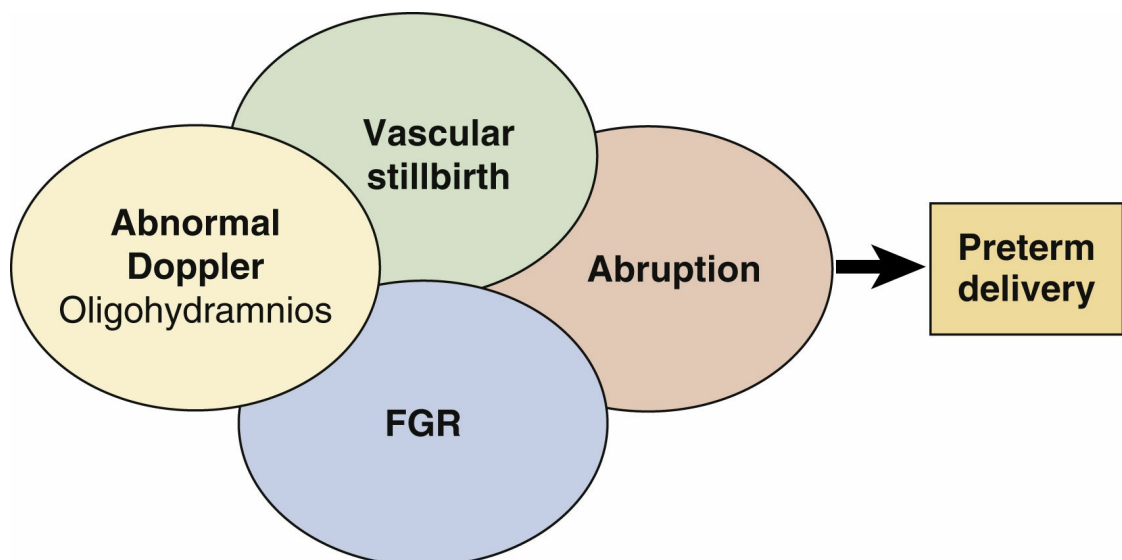 Vascular
stillbirth
Abnormal
Doppler
Oligohydramnios
Abruption
Preterm
delivery
FGR